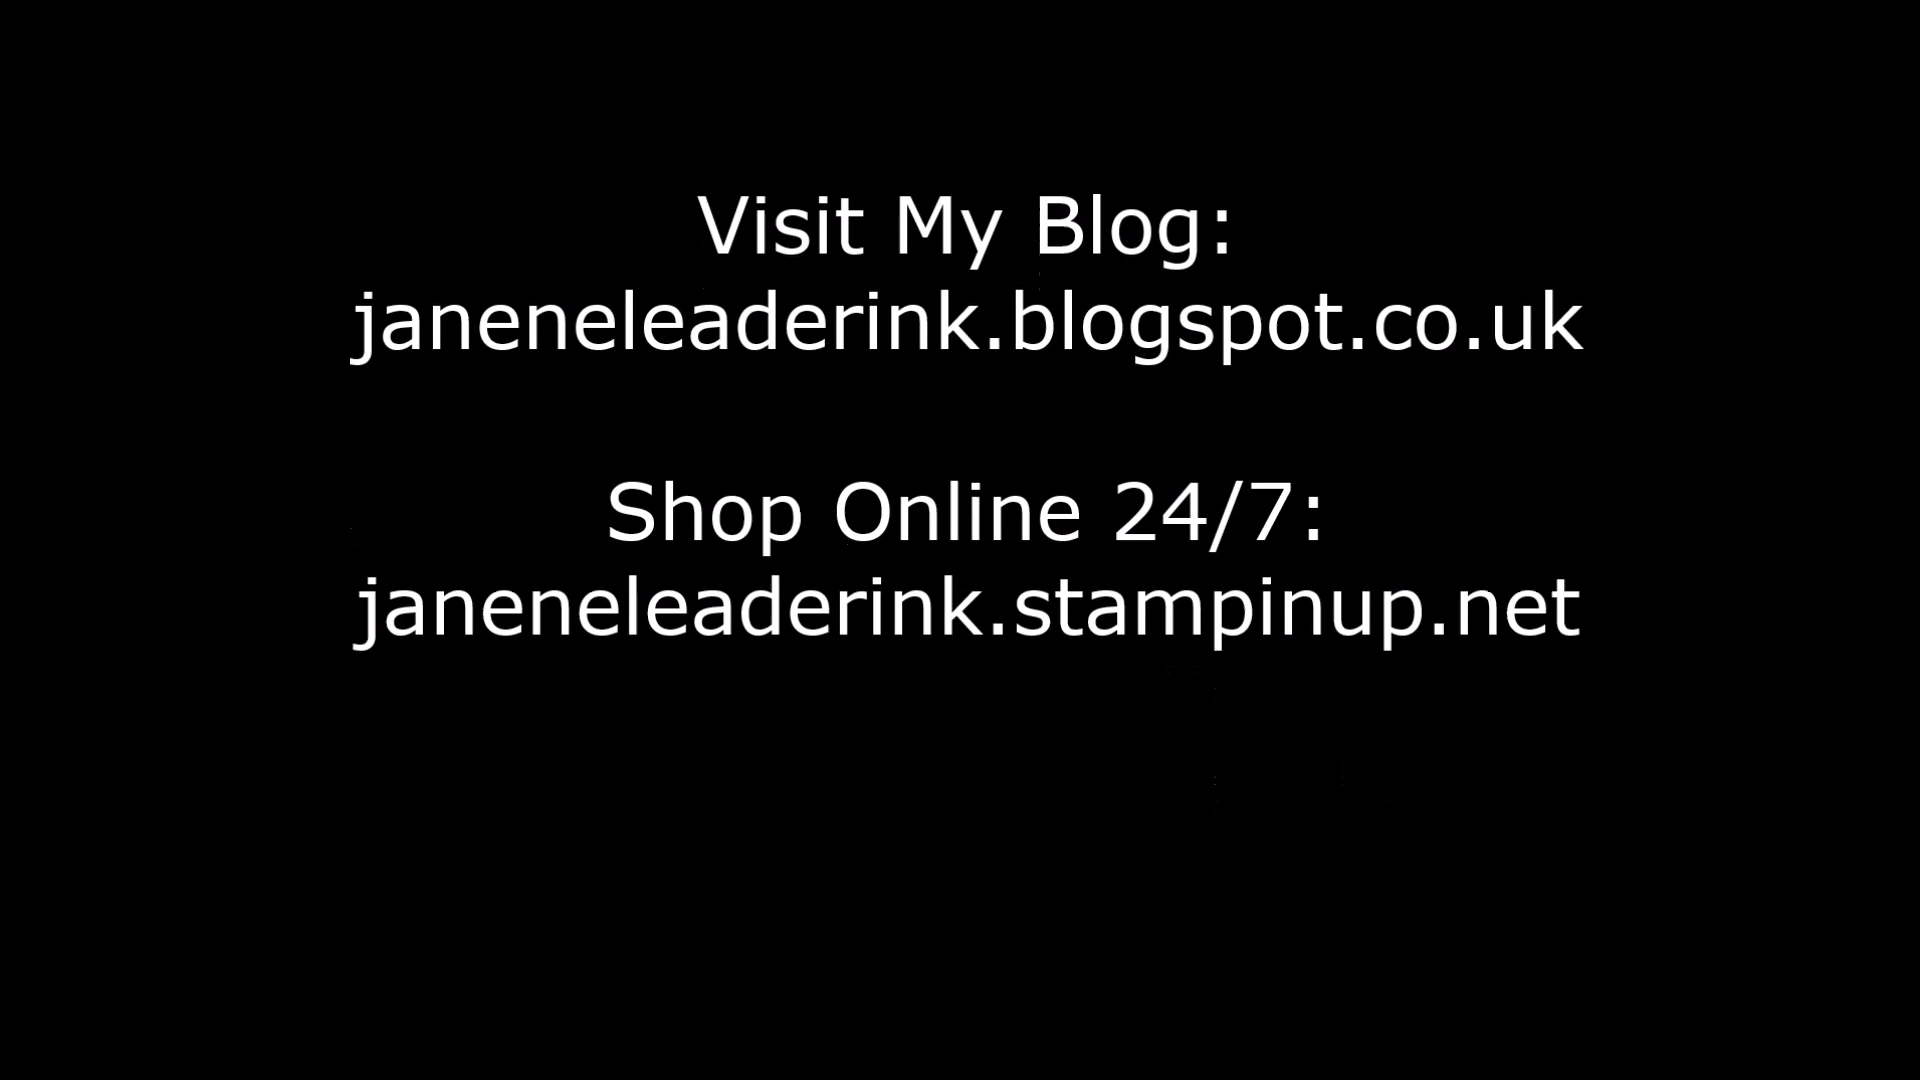 Visit My Blog:
janeneleaderink.blogspot.co.uk
Shop Online 24/7:
janeneleaderink.stampinup.net